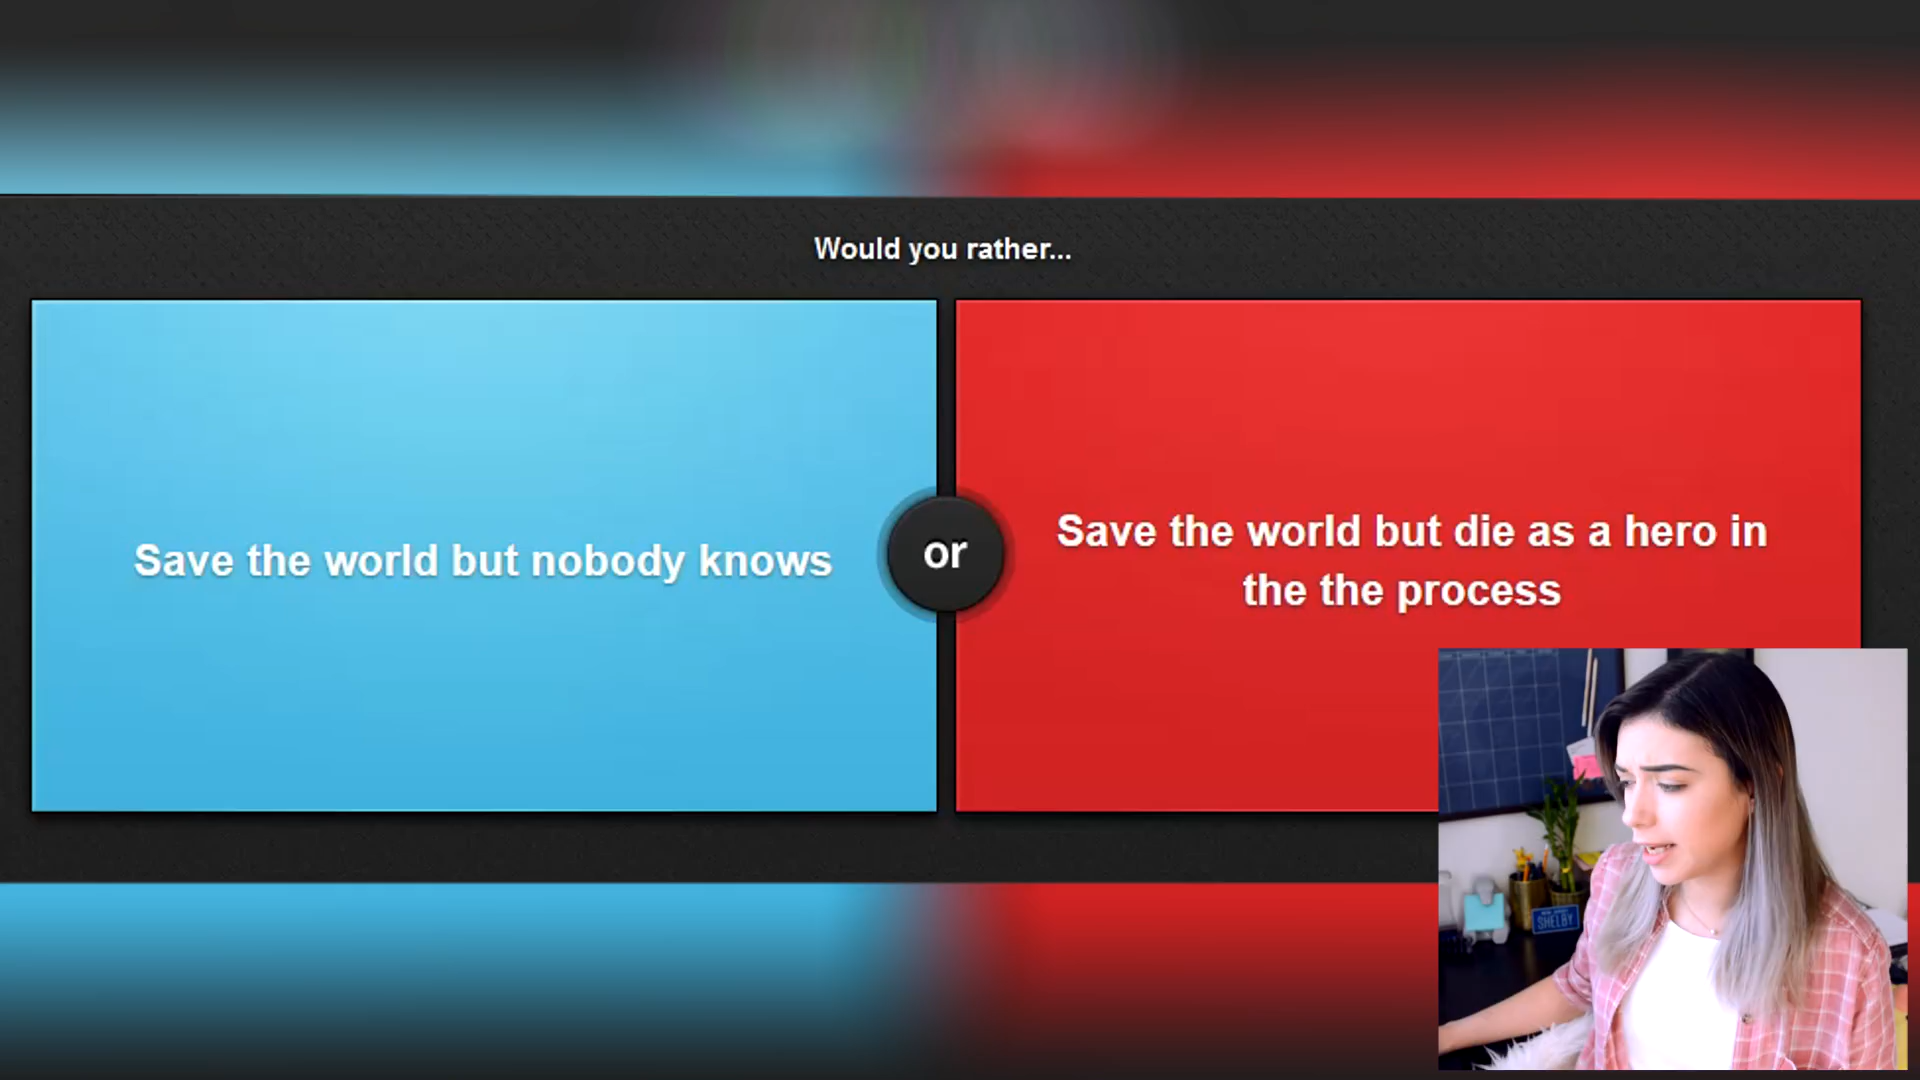 Would you rather...
Save the world but nobody knows
or
Save the world but die as a hero in
the the process
SHELBY